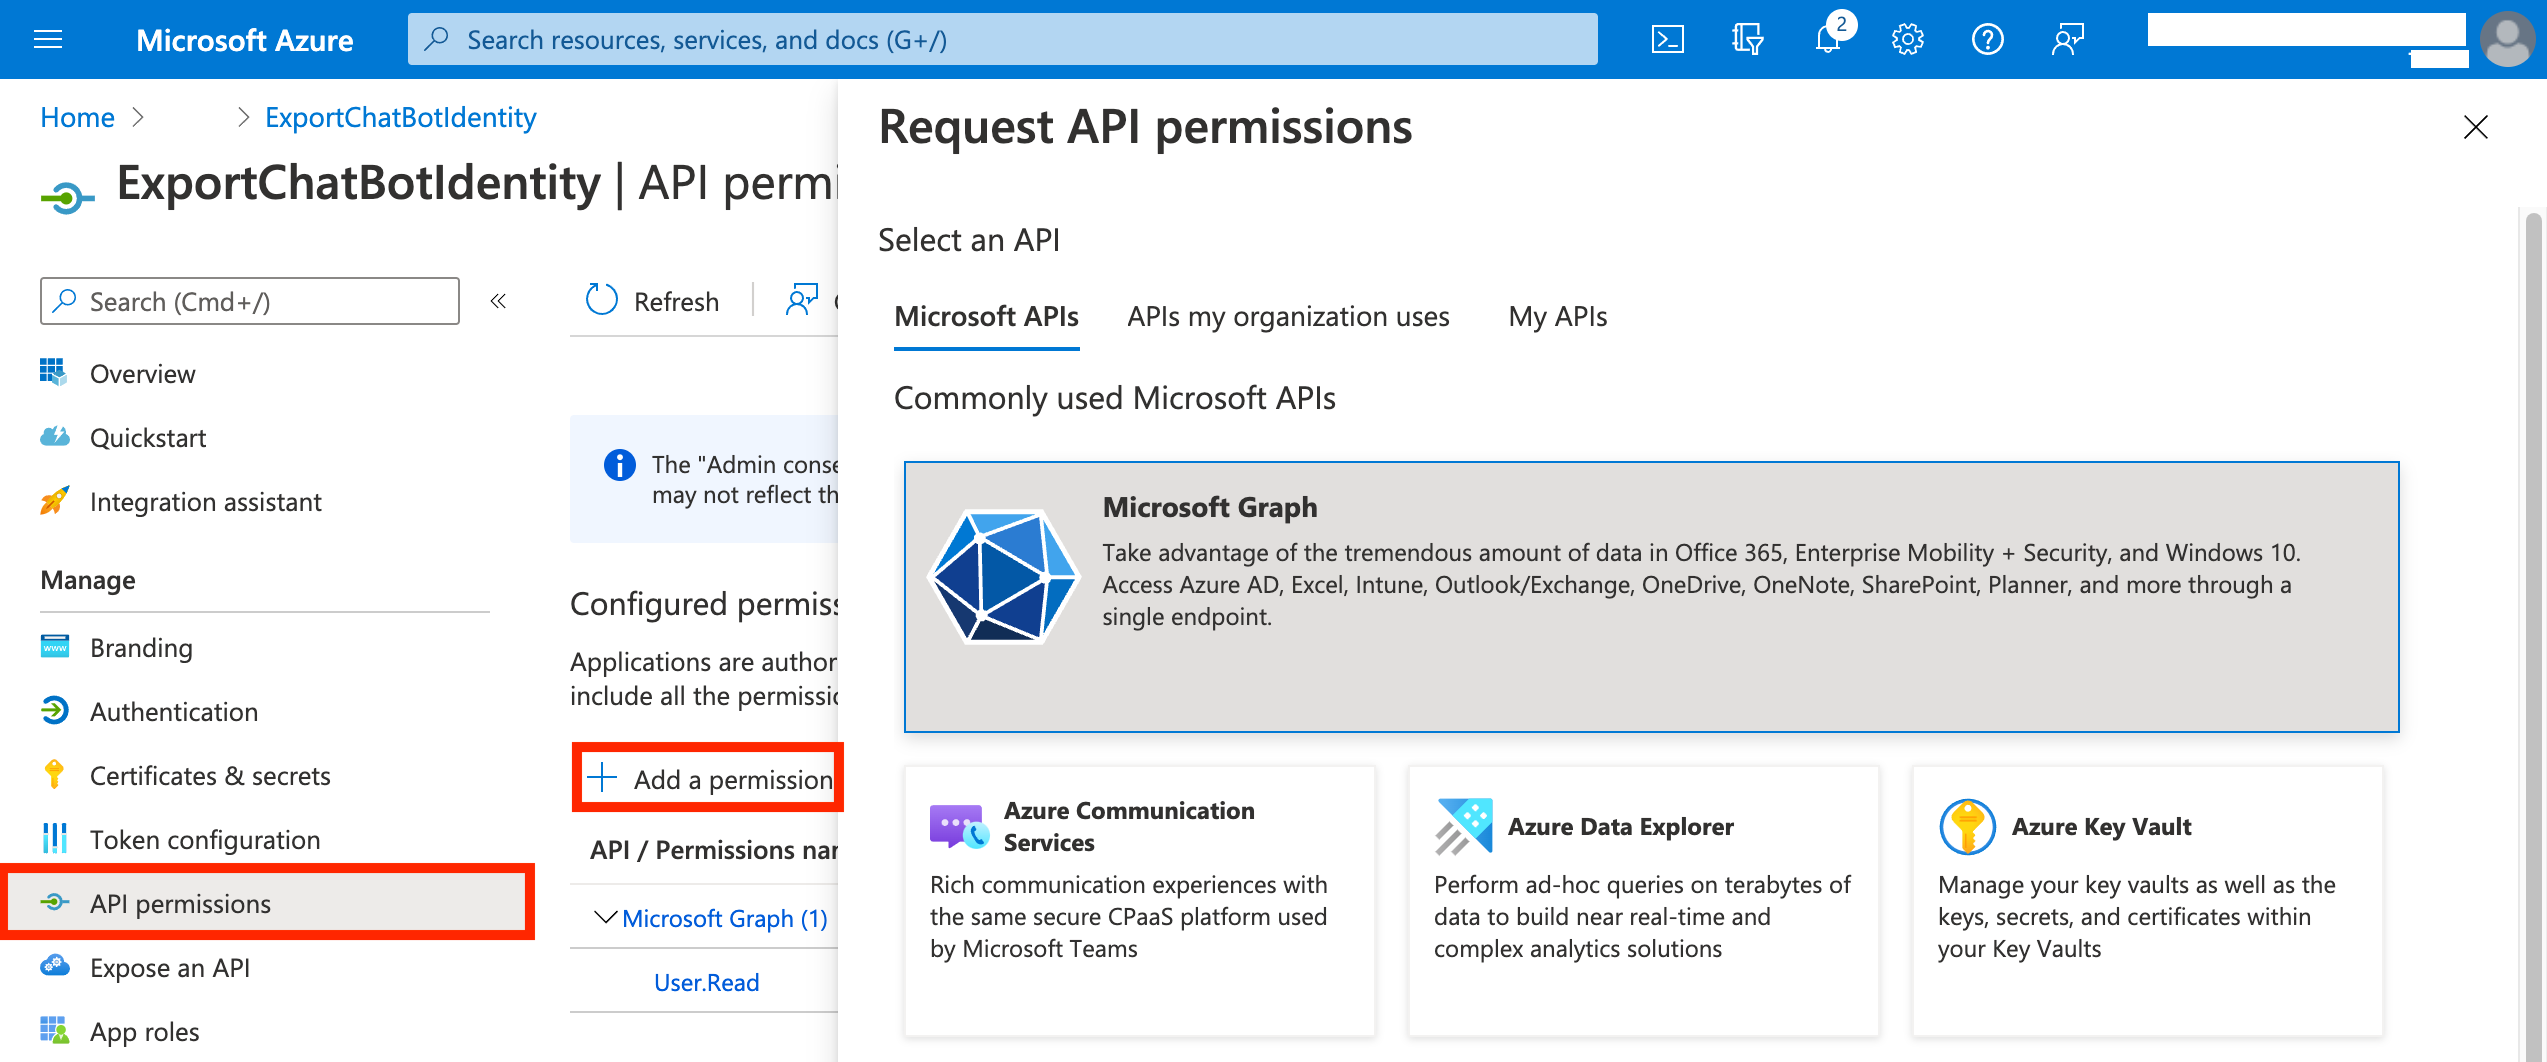 Microsoft Azure
Search resources, services, and docs (G+/)
2
Home
ExportChatBotIdentity
ExportChatBotIdentity | API permi
Search (Cmd+/)
«
Overview
Quickstart
Integration assistant
Manage
Branding
Authentication
Certificates & secrets
Token configuration
API permissions
Expose an API
App roles
Refresh
The "Admin conse
may not reflect th
Configured permiss
Applications are author
include all the permissio
Add a permission
API / Permissions nam
Microsoft Graph (1)
User.Read
Request API permissions
Select an API
Microsoft APIs
APIs my organization uses
My APIs
Commonly used Microsoft APIs
Microsoft Graph
Take advantage of the tremendous amount of data in Office 365, Enterprise Mobility + Security, and Windows 10.
Access Azure AD, Excel, Intune, Outlook/Exchange, OneDrive, OneNote, SharePoint, Planner, and more through a
single endpoint.
Azure Communication
Services
Rich communication experiences with
the same secure CPaaS platform used
by Microsoft Teams
Azure Data Explorer
Perform ad-hoc queries on terabytes of
data to build near real-time and
complex analytics solutions
Azure Key Vault
Manage your key vaults as well as the
keys, secrets, and certificates within
your Key Vaults